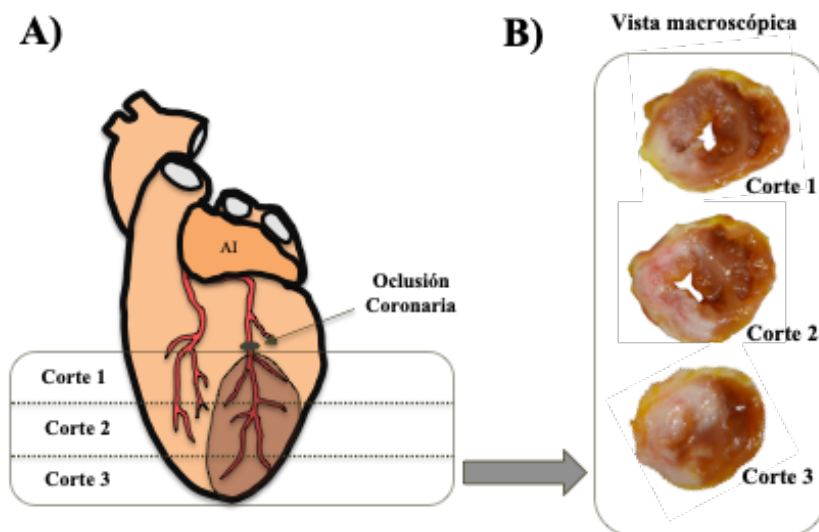 A)
B)
Vista macroscópica
AI
Oclusión
Coronaria
Corte 1
Corte 2
Corte 3
Corte 1
Corte 2
Corte 3